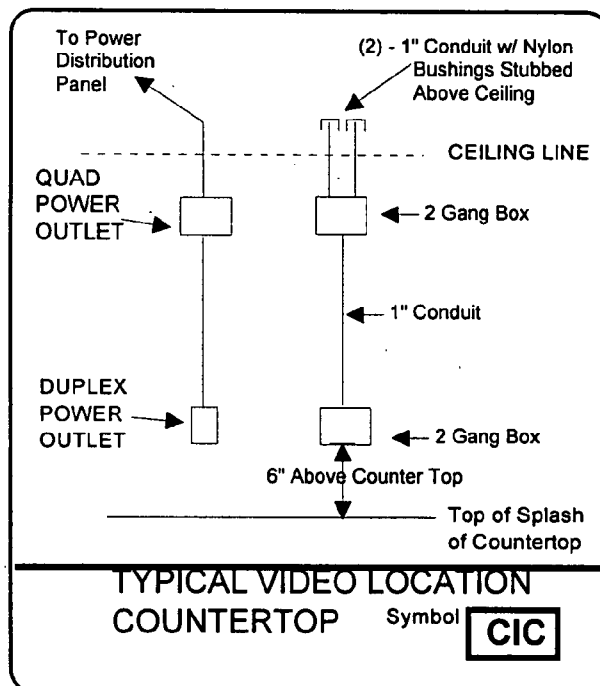 To Power
Distribution
Panel
(2) - 1" Conduit w/ Nylon
Bushings Stubbed
Above Ceiling
CEILING LINE
QUAD
POWER
OUTLET
2 Gang Box
1" Conduit
DUPLEX
POWER
OUTLET
2 Gang Box
6" Above Counter Top
Top of Splash
of Countertop
TYPICAL VIDEO LOCATION
COUNTERTOP Symbol CIC